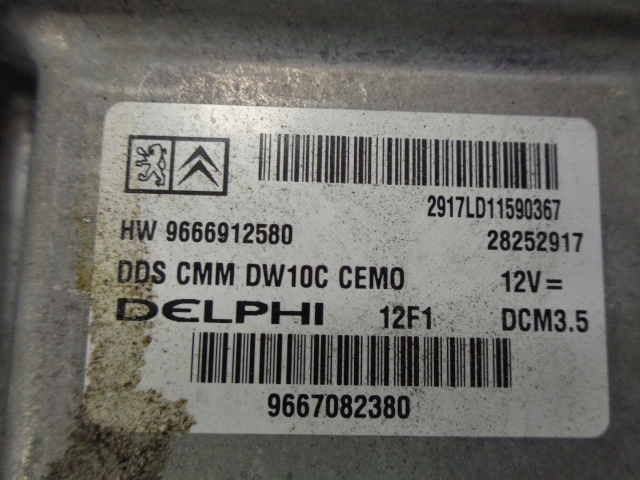 2917LD11590367
HW 9666912580 28252917
DDS CMM DW10C CEMO 12V=
DELPHI 12F1 DCM3.5
9667082380